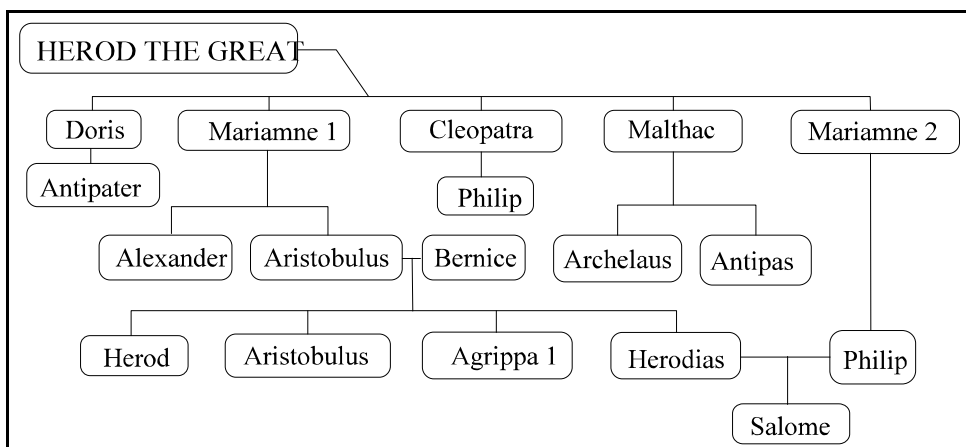 HEROD THE GREAT
Doris
Mariamne 1
Cleopatra
Malthac
Mariamne 2
Antipater
Philip
Alexander
Aristobulus
Bernice
Archelaus
Antipas
Herod
Aristobulus
Agrippa 1
Herodias
Philip
Salome